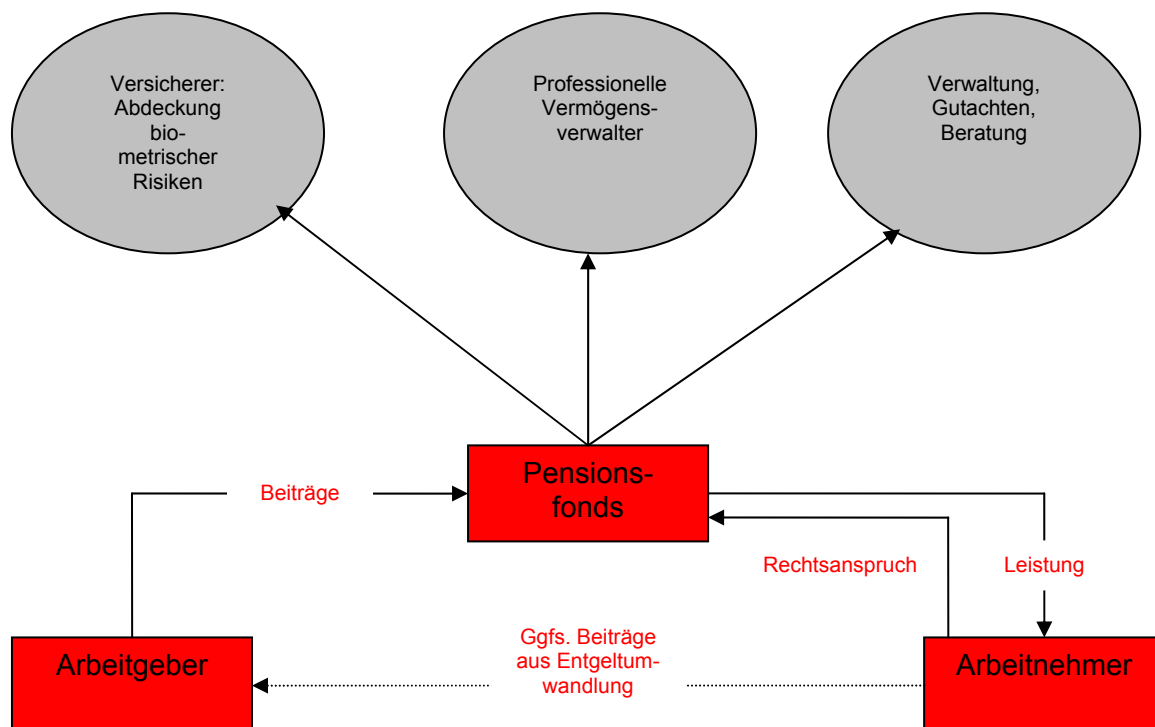 Versicherer:
Abdeckung
bio-
metrischer
Risiken
Professionelle
Vermögens-
verwalter
Verwaltung,
Gutachten,
Beratung
Pensions-
fonds
Beiträge
Rechtsanspruch
Leistung
Arbeitgeber
Ggfs. Beiträge
aus Entgeltum-
wandlung
Arbeitnehmer